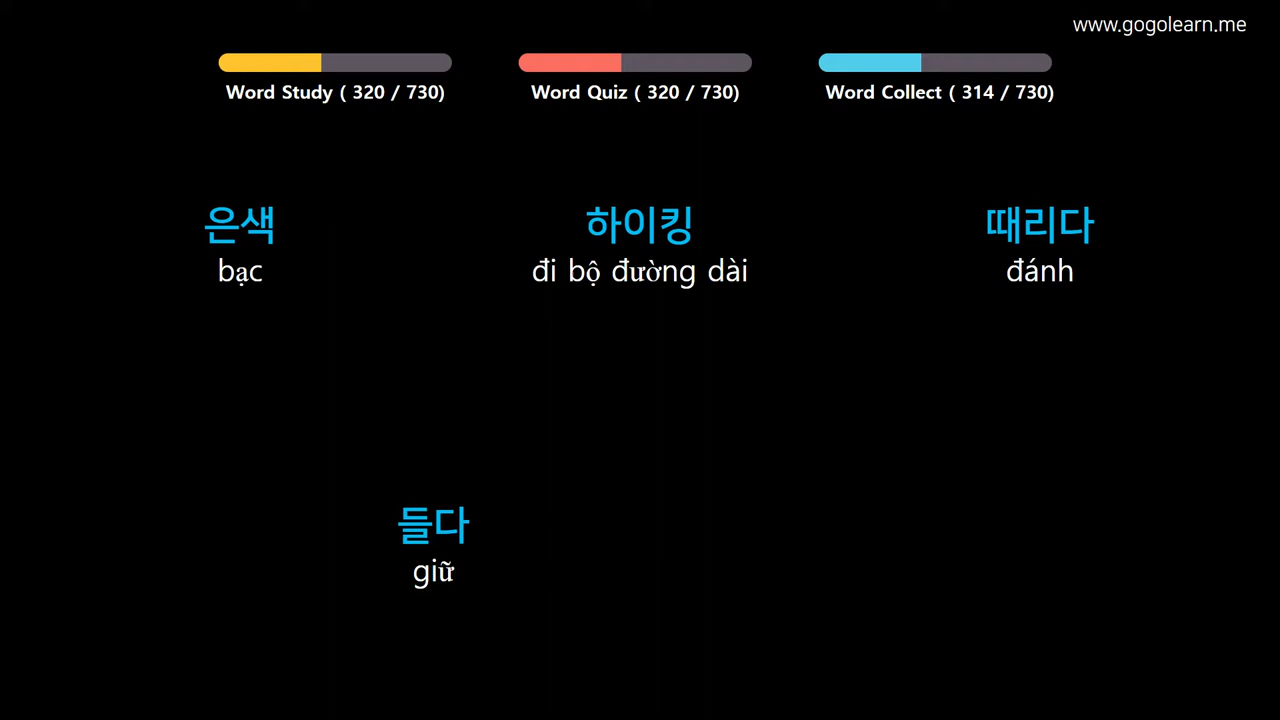 www.gogolearn.me
Word Study ( 320 / 730)
Word Quiz ( 320 / 730)
Word Collect ( 314 / 730)
은색
bạc
하이킹
đi bộ đường dài
때리다
đánh
들다
giữ